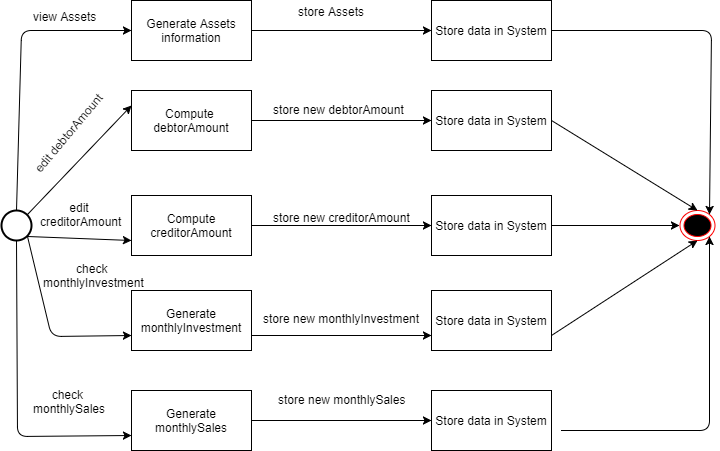 view Assets
Generate Assets
information
store Assets
Store data in System
edit debtorAmount
Compute
debtorAmount
store new debtorAmount
Store data in System
edit
creditorAmount
Compute
creditorAmount
store new creditorAmount
Store data in System
check
monthlyInvestment
Generate
monthlyInvestment
store new monthlyInvestment
Store data in System
check
monthlySales
Generate
monthlySales
store new monthlySales
Store data in System